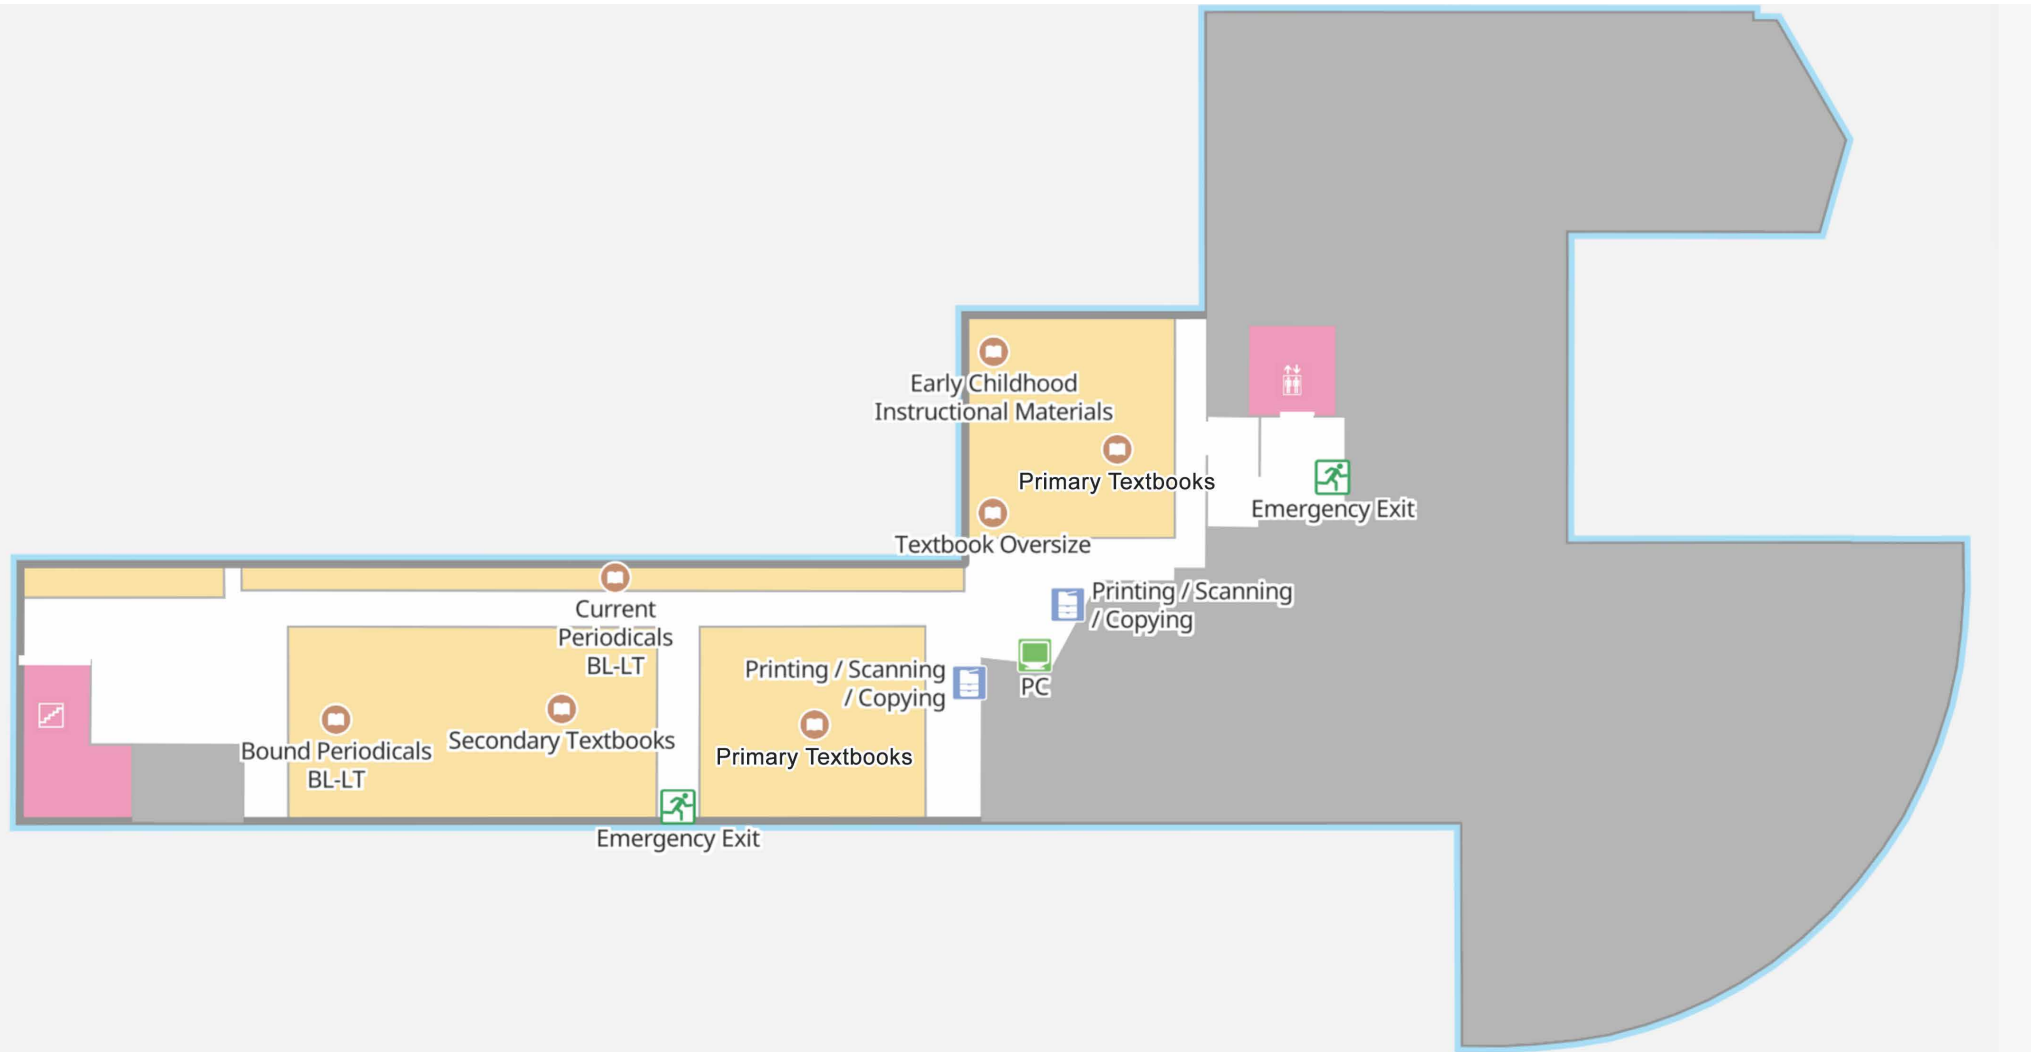 Early Childhood
Instructional Materials
Primary Textbooks
Emergency Exit
Textbook Oversize
Current
Periodicals
BL-LT
Printing / Scanning
/ Copying
Printing / Scanning
/ Copying
PC
Bound Periodicals
BL-LT
Secondary Textbooks
Primary Textbooks
Emergency Exit